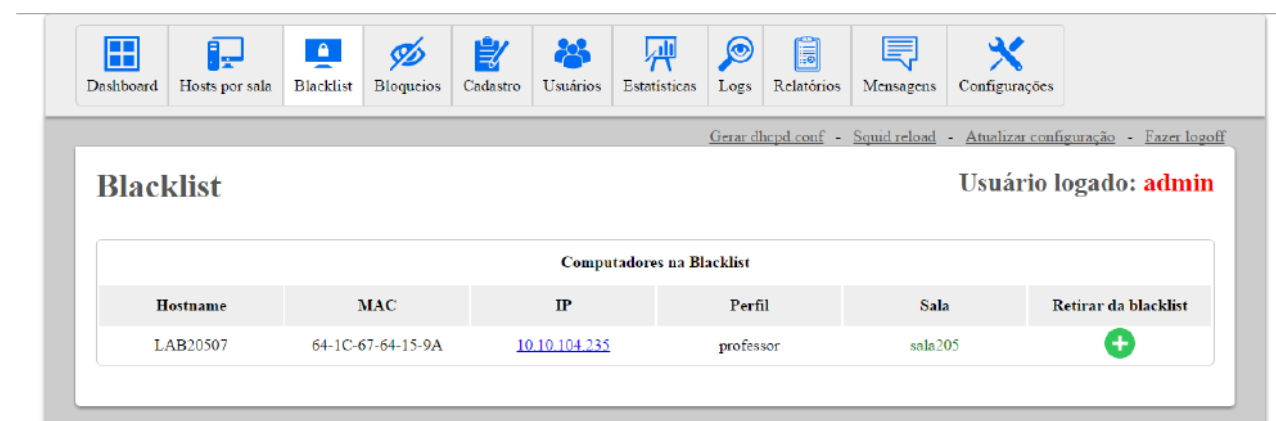 Dashboard Hosts por sala Blacklist Bloqueios Cadastro Usuários Estatísticas Logs Relatórios Mensagens Configurações
Gerar dhcpd.conf - Squid reload - Atualizar configuração - Fazer logoff
Blacklist Usuário logado: admin
Computadores na Blacklist
Hostname MAC IP Perfil Sala Retirar da blacklist
LAB20507 64-1C-67-64-15-9A 10.10.104.235 professor sala205